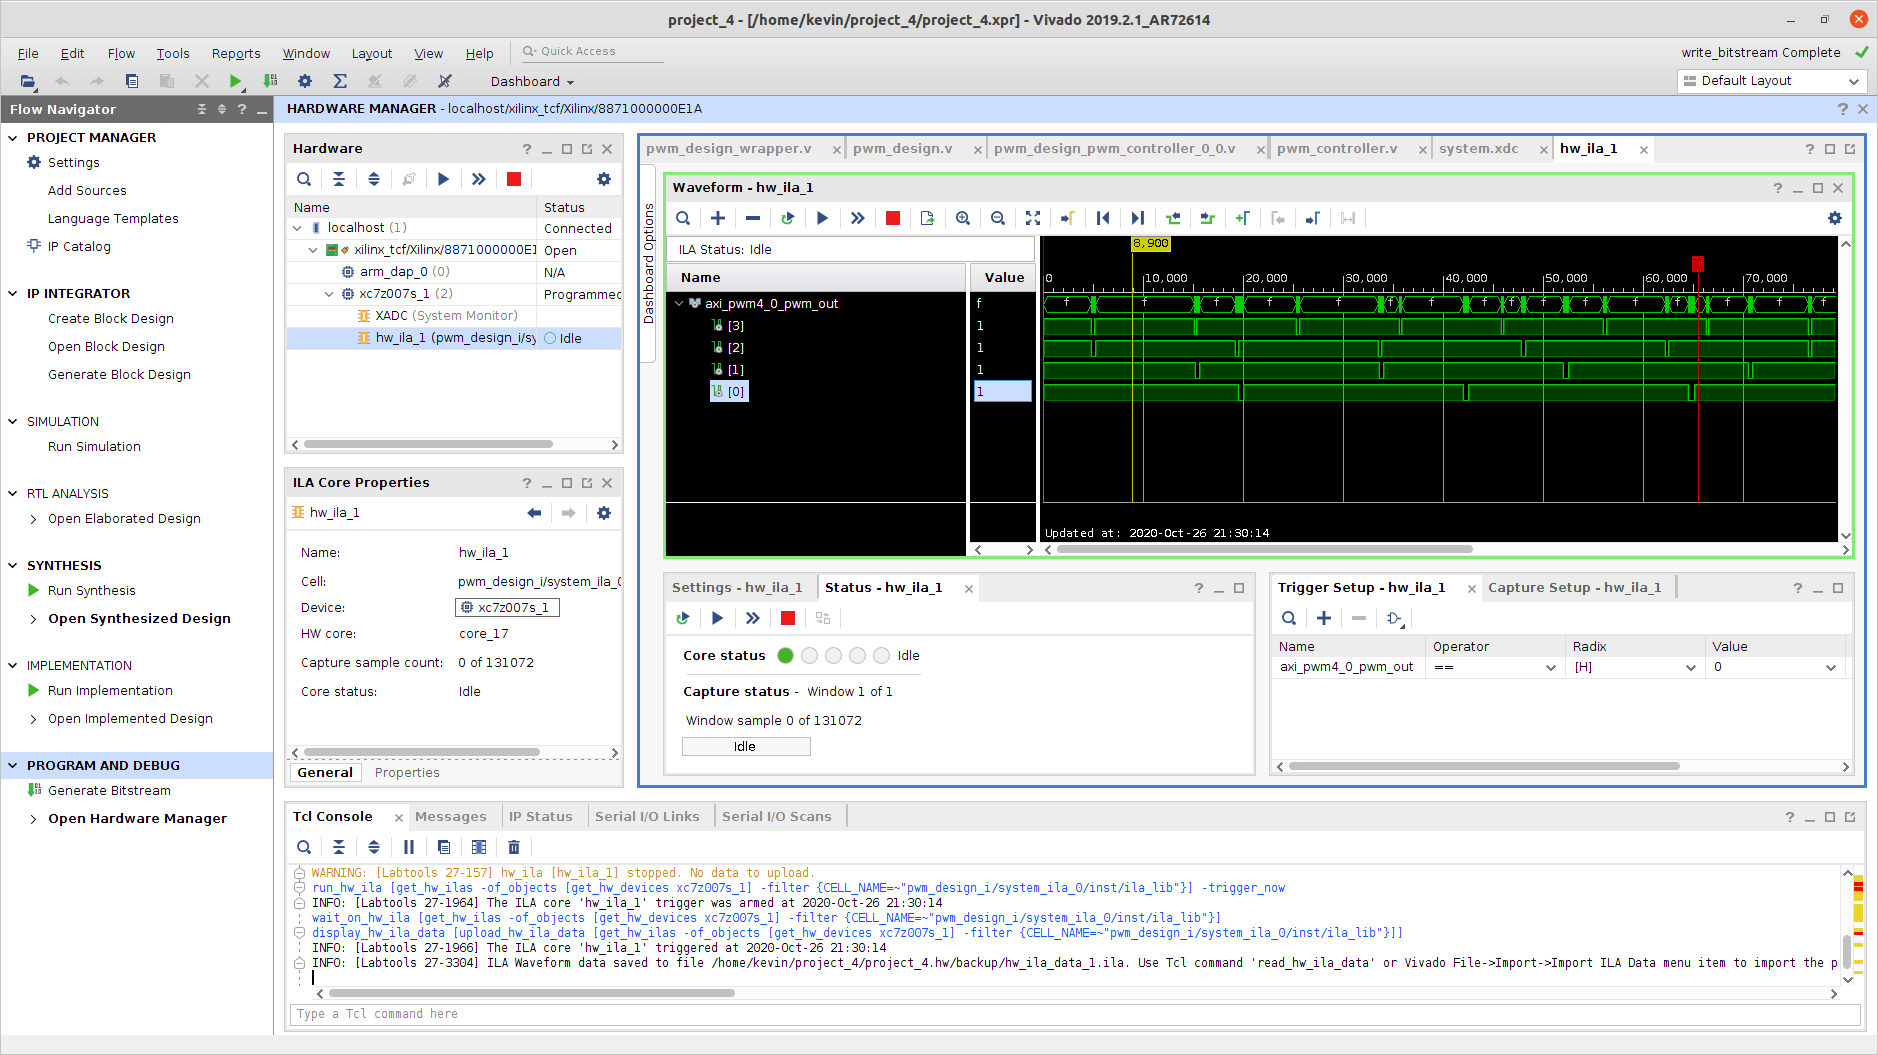 project_4 - [/home/kevin/project_4/project_4.xpr] - Vivado 2019.2.1_AR72614
File Edit Flow Tools Reports Window Layout View Help Quick Access
write_bitstream Complete
Dashboard
Default Layout
Flow Navigator
HARDWARE MANAGER - localhost/xilinx_tcf/Xilinx/8871000000E1A
PROJECT MANAGER
Settings
Add Sources
Language Templates
IP Catalog
IP INTEGRATOR
Create Block Design
Open Block Design
Generate Block Design
SIMULATION
Run Simulation
RTL ANALYSIS
Open Elaborated Design
SYNTHESIS
Run Synthesis
Open Synthesized Design
IMPLEMENTATION
Run Implementation
Open Implemented Design
PROGRAM AND DEBUG
Generate Bitstream
Open Hardware Manager
Hardware
Name Status
localhost (1) Connected
xilinx_tcf/Xilinx/8871000000E1 Open
arm_dap_0 (0) N/A
xc7z007s_1 (2) Programmed
XADC (System Monitor)
hw_ila_1 (pwm_design_i/sy Idle
ILA Core Properties
hw_ila_1
Name: hw_ila_1
Cell: pwm_design_i/system_ila_0
Device: xc7z007s_1
HW core: core_17
Capture sample count: 0 of 131072
Core status: Idle
General Properties
pwm_design_wrapper.v pwm_design.v pwm_design_pwm_controller_0_0.v pwm_controller.v system.xdc hw_ila_1
Dashboard Options
Waveform - hw_ila_1
ILA Status: Idle
Name Value
axi_pwm4_0_pwm_out f
[3] 1
[2] 1
[1] 1
[0] 1
8,900
0 10,000 20,000 30,000 40,000 50,000 60,000 70,000
T
f f f f f f f f f f f f f f
Updated at: 2020-Oct-26 21:30:14
Settings - hw_ila_1 Status - hw_ila_1
Core status Idle
Capture status - Window 1 of 1
Window sample 0 of 131072
Idle
Trigger Setup - hw_ila_1 Capture Setup - hw_ila_1
Name Operator Radix Value
axi_pwm4_0_pwm_out == [H] 0
Tcl Console Messages IP Status Serial I/O Links Serial I/O Scans
WARNING: [Labtools 27-157] hw_ila [hw_ila_1] stopped. No data to upload.
run_hw_ila [get_hw_ilas -of_objects [get_hw_devices xc7z007s_1] -filter {CELL_NAME=~"pwm_design_i/system_ila_0/inst/ila_lib"}] -trigger_now
INFO: [Labtools 27-1964] The ILA core 'hw_ila_1' trigger was armed at 2020-Oct-26 21:30:14
wait_on_hw_ila [get_hw_ilas -of_objects [get_hw_devices xc7z007s_1] -filter {CELL_NAME=~"pwm_design_i/system_ila_0/inst/ila_lib"}]
display_hw_ila_data [upload_hw_ila_data [get_hw_ilas -of_objects [get_hw_devices xc7z007s_1] -filter {CELL_NAME=~"pwm_design_i/system_ila_0/inst/ila_lib"}]]
INFO: [Labtools 27-1966] The ILA core 'hw_ila_1' triggered at 2020-Oct-26 21:30:14
INFO: [Labtools 27-3304] ILA Waveform data saved to file /home/kevin/project_4/project_4.hw/backup/hw_ila_data_1.ila. Use Tcl command 'read_hw_ila_data' or Vivado File->Import->Import ILA Data menu item to import the p
Type a Tcl command here